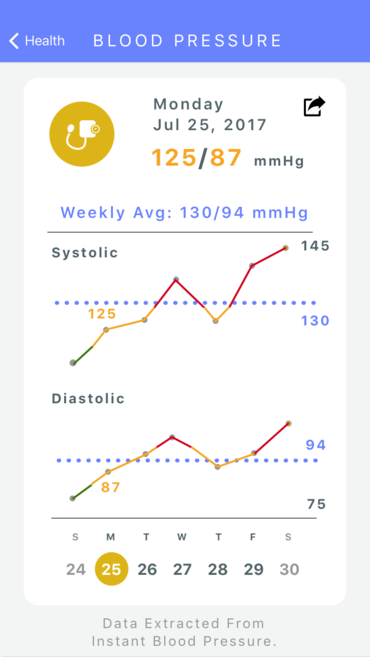 Health
BLOOD PRESSURE
Monday
Jul 25, 2017
125/87 mmHg
Weekly Avg: 130/94 mmHg
Systolic
145
125
130
Diastolic
94
87
75
S M T W T F S
24 25 26 27 28 29 30
Data Extracted From
Instant Blood Pressure.